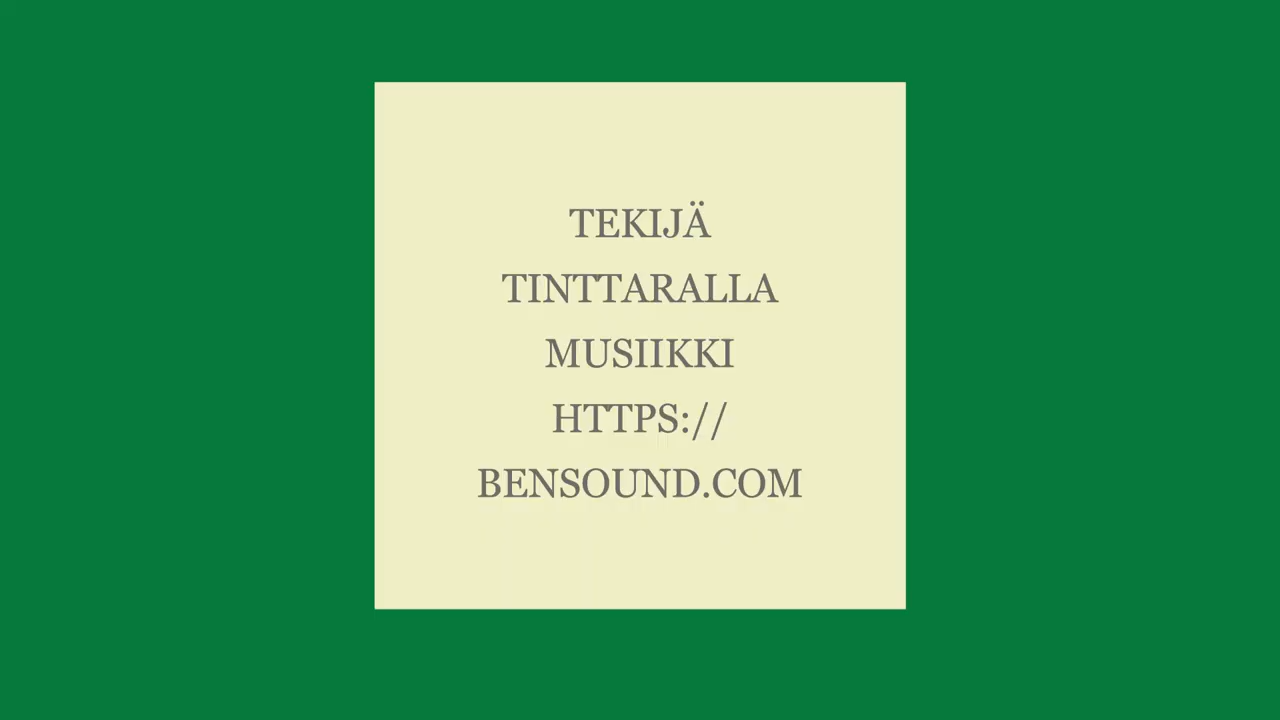 TEKIJÄ
TINTTARALLA
MUSIIKKI
HTTPS://
BENSOUND.COM